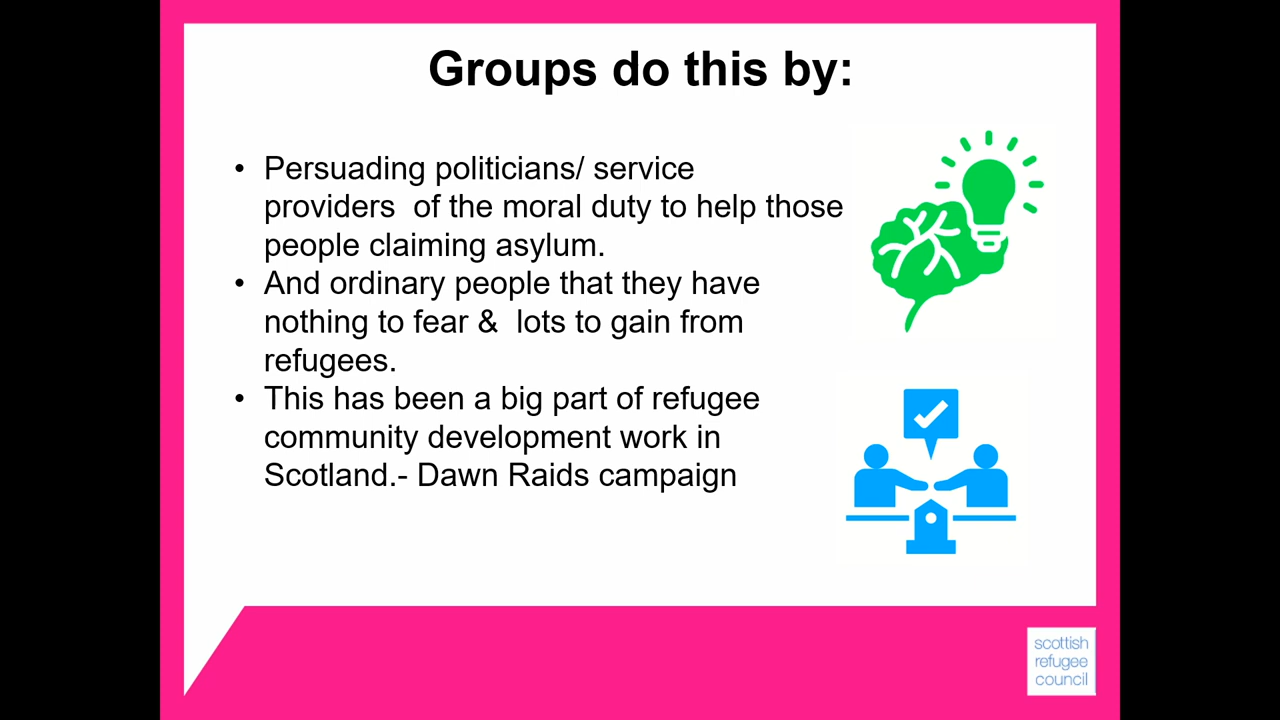 Groups do this by:
• Persuading politicians/ service
providers  of the moral duty to help those
people claiming asylum.
• And ordinary people that they have
nothing to fear &  lots to gain from
refugees.
• This has been a big part of refugee
community development work in
Scotland.- Dawn Raids campaign
scottish
refugee
council